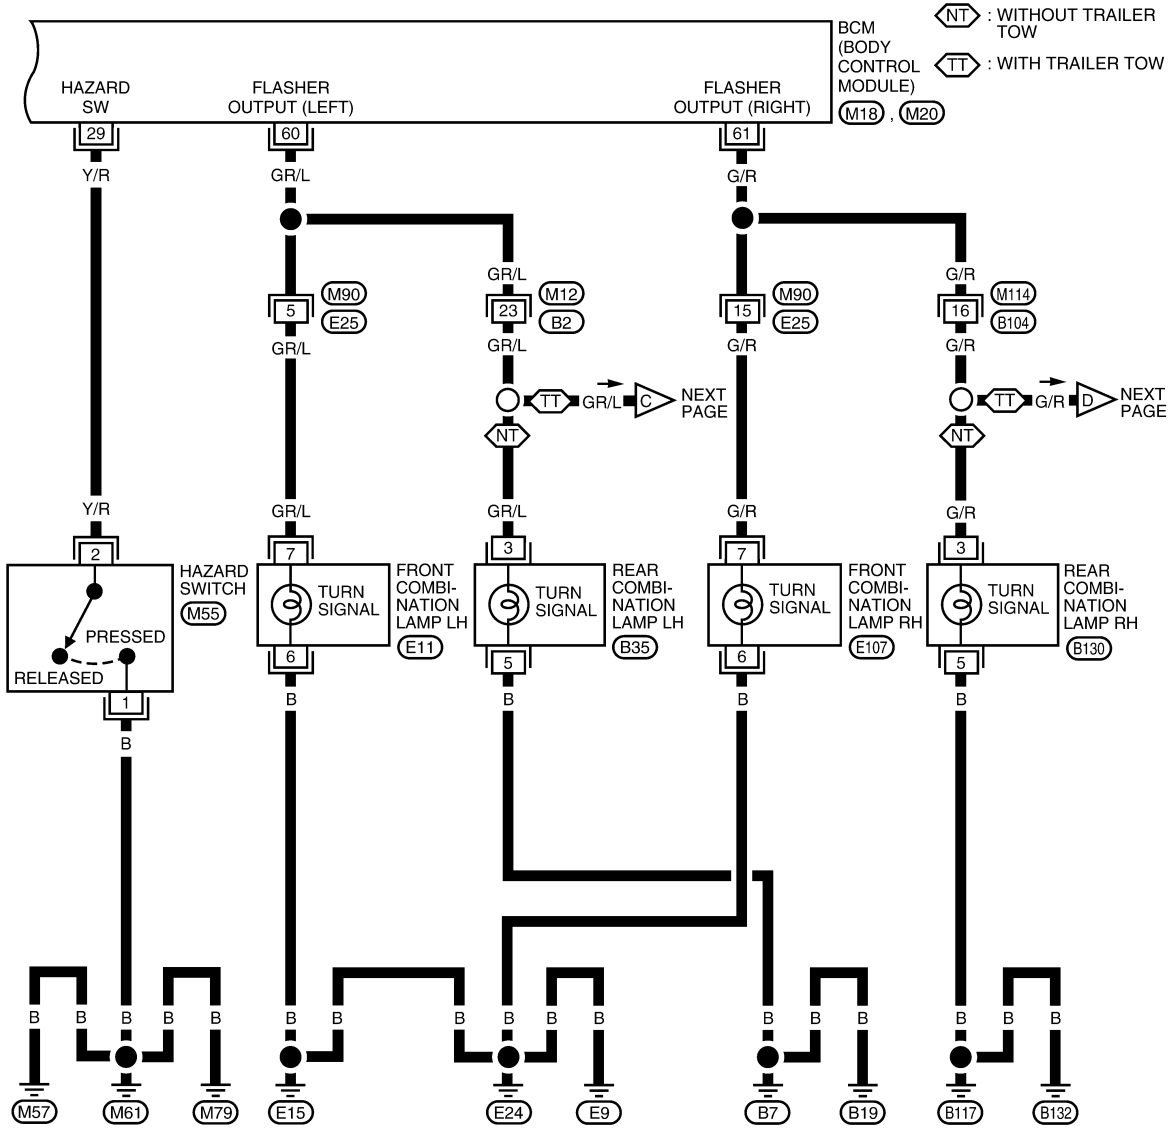 NT : WITHOUT TRAILER
TOW
TT : WITH TRAILER TOW
BCM
(BODY
CONTROL
MODULE)
M18 , M20
HAZARD
SW
FLASHER
OUTPUT (LEFT)
FLASHER
OUTPUT (RIGHT)
29 60 61
Y/R GR/L G/R
GR/L G/R
5 M90 E25
23 M12 B2
15 M90 E25
16 M114 B104
GR/L GR/L G/R G/R
TT GR/L C NEXT
PAGE
TT G/R D NEXT
PAGE
NT NT
Y/R GR/L GR/L G/R G/R
2 7 3 7 3
HAZARD
SWITCH
M55
PRESSED
RELEASED
1
TURN
SIGNAL
FRONT
COMBI-
NATION
LAMP LH
E11
TURN
SIGNAL
REAR
COMBI-
NATION
LAMP LH
B35
TURN
SIGNAL
FRONT
COMBI-
NATION
LAMP RH
E107
TURN
SIGNAL
REAR
COMBI-
NATION
LAMP RH
B130
6 5 6 5
B B B B
B
B B B B B B B B B B B B B B B B
M57 M61 M79 E15 E24 E9 B7 B19 B117 B132